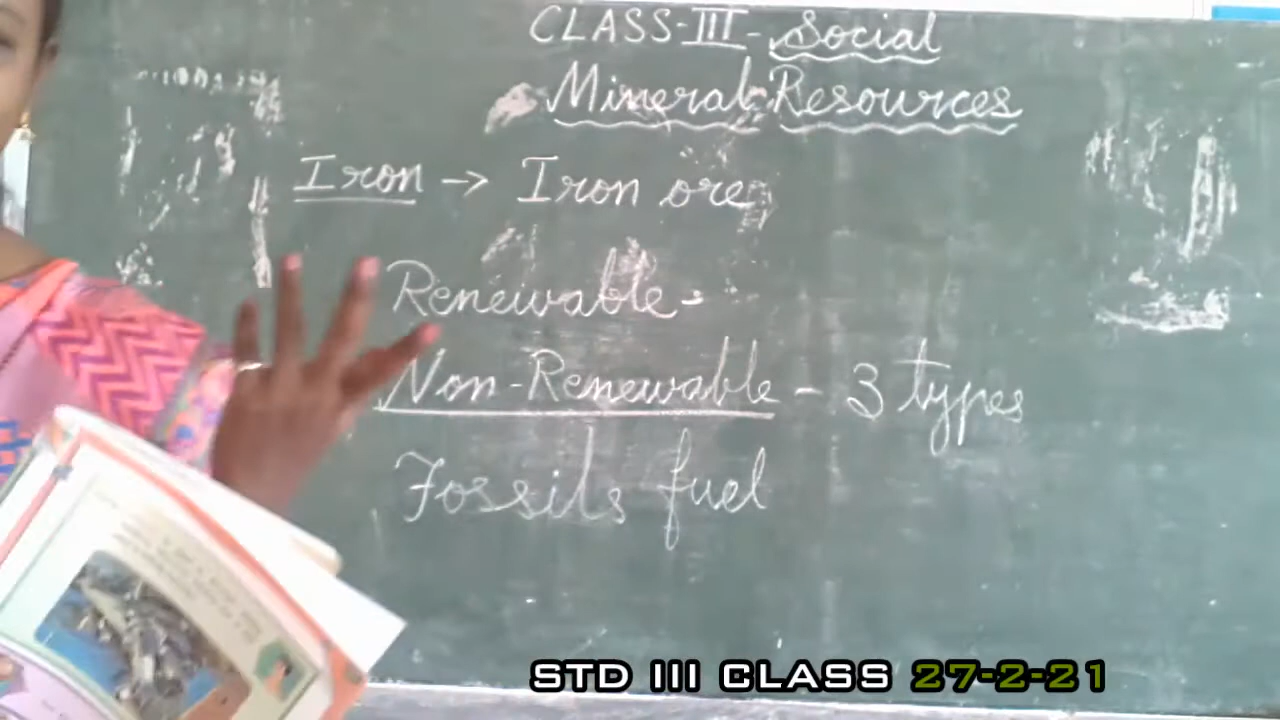 CLASS-III - Social
Mineral Resources
Iron → Iron ore
Renewable -
Non-Renewable - 3 types
Fossils fuel
STD III CLASS 27-2-21